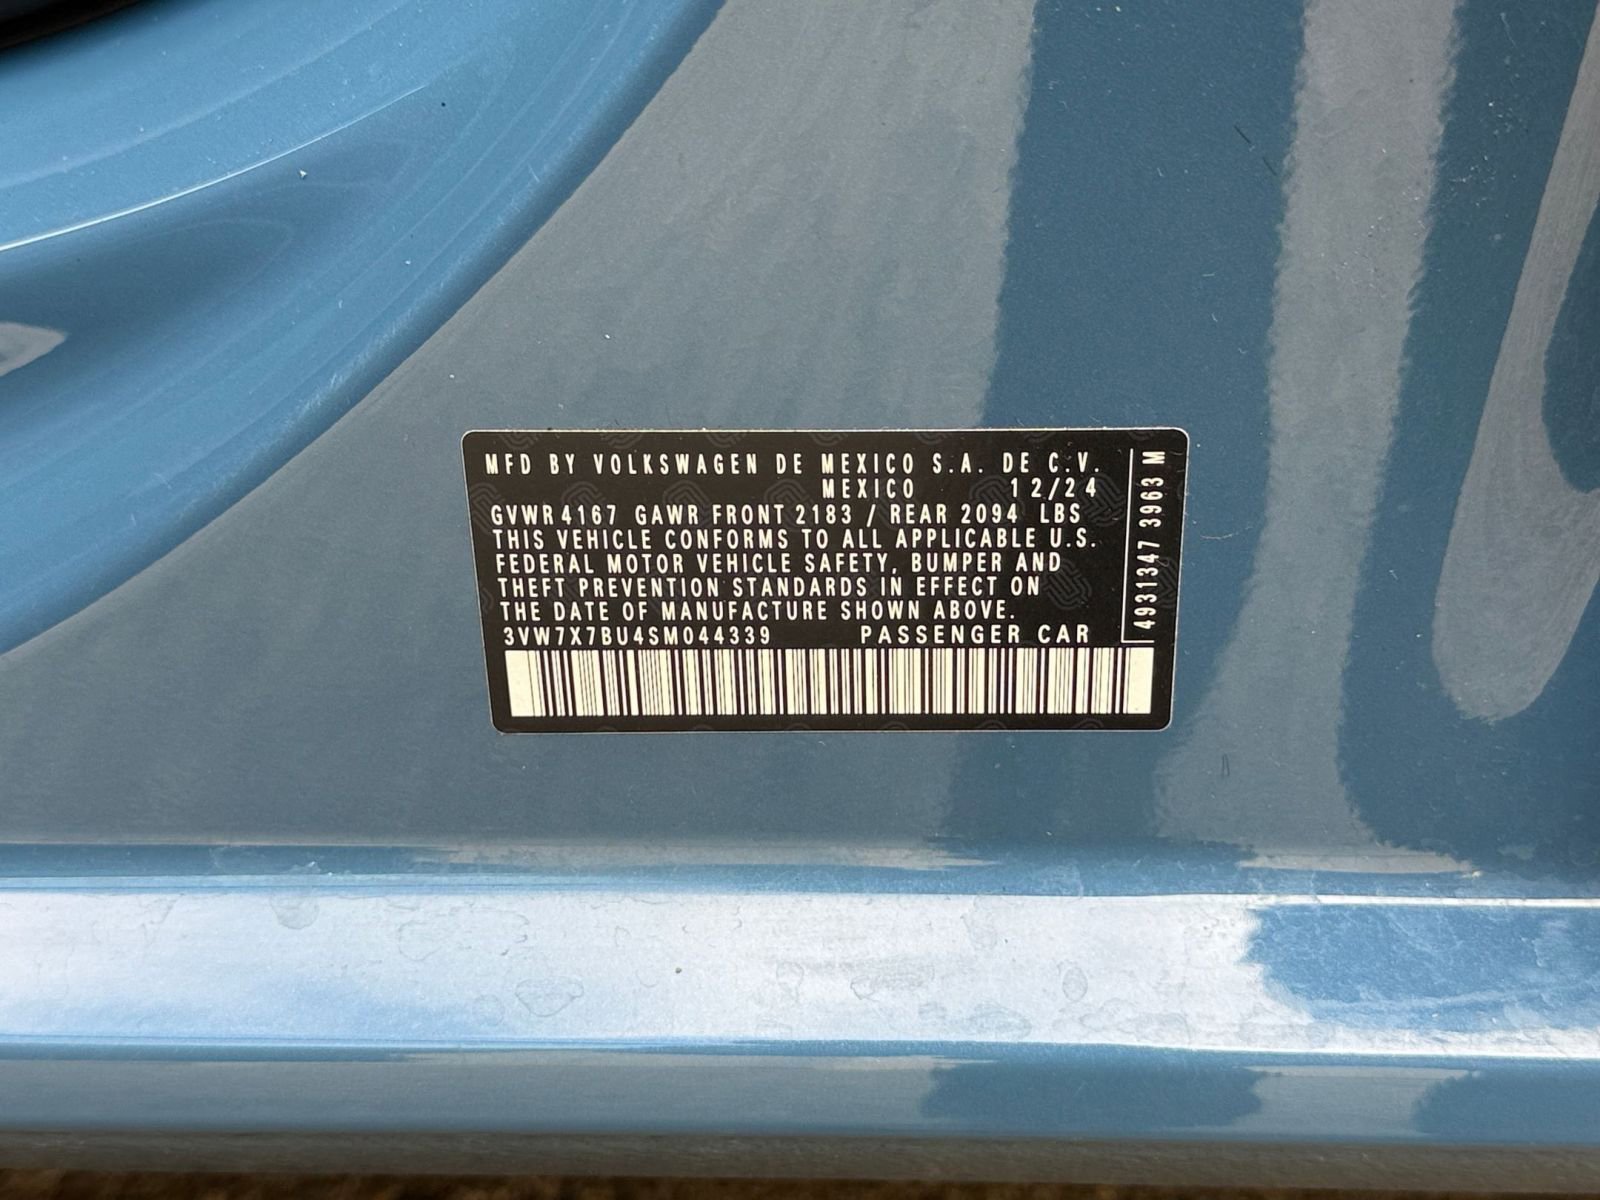 MFD BY VOLKSWAGEN DE MEXICO S.A. DE C.V.
MEXICO 12/24
GVWR 4167 GAWR FRONT 2183 / REAR 2094 LBS
THIS VEHICLE CONFORMS TO ALL APPLICABLE U.S.
FEDERAL MOTOR VEHICLE SAFETY, BUMPER AND
THEFT PREVENTION STANDARDS IN EFFECT ON
THE DATE OF MANUFACTURE SHOWN ABOVE.
3VW7X7BU4SM044339 PASSENGER CAR
4931347 3963 M